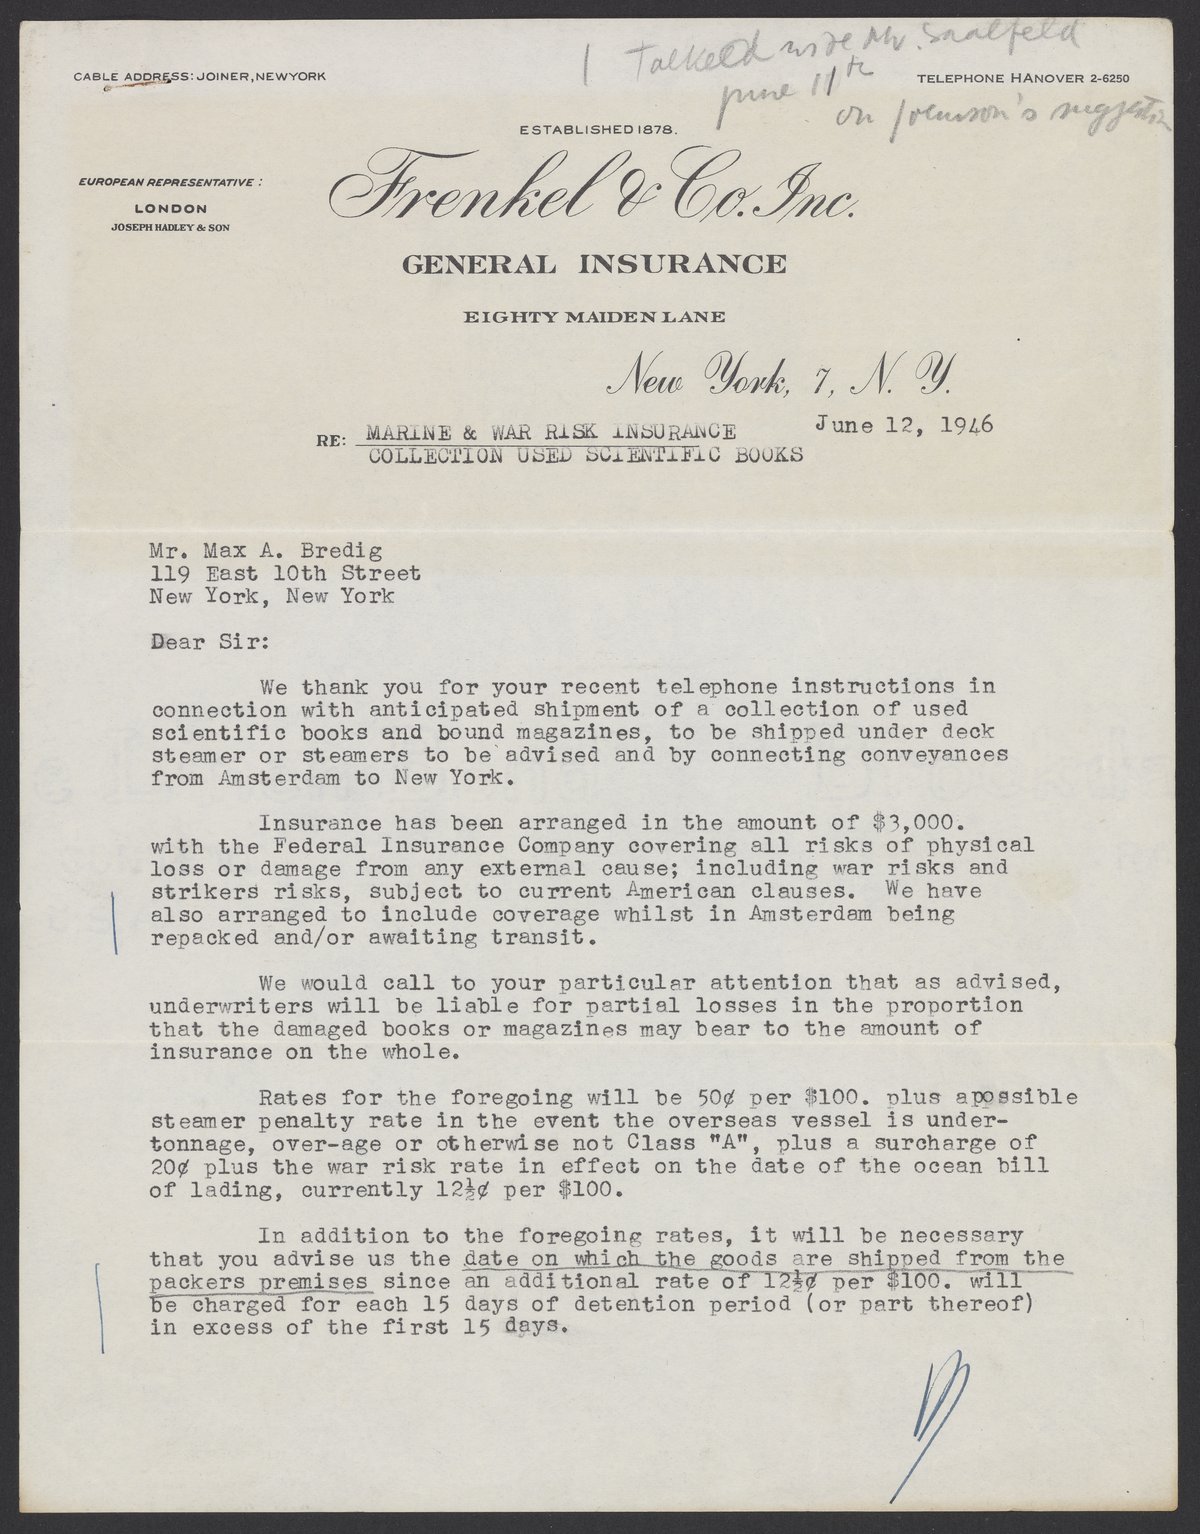 I talked with Mr. Saalfeld
June 11th
on Johnson's suggestion
CABLE ADDRESS: JOINER, NEWYORK
TELEPHONE HANOVER 2-6250
ESTABLISHED 1878.
EUROPEAN REPRESENTATIVE:
LONDON
JOSEPH HADLEY & SON
Frenkel & Co. Inc.
GENERAL INSURANCE
EIGHTY MAIDEN LANE
New York, 7, N. Y.
June 12, 1946
RE: MARINE & WAR RISK INSURANCE
COLLECTION USED SCIENTIFIC BOOKS
Mr. Max A. Bredig
119 East 10th Street
New York, New York
Dear Sir:
We thank you for your recent telephone instructions in
connection with anticipated shipment of a collection of used
scientific books and bound magazines, to be shipped under deck
steamer or steamers to be advised and by connecting conveyances
from Amsterdam to New York.
Insurance has been arranged in the amount of $3,000.
with the Federal Insurance Company covering all risks of physical
loss or damage from any external cause; including war risks and
strikers risks, subject to current American clauses. We have
also arranged to include coverage whilst in Amsterdam being
repacked and/or awaiting transit.
We would call to your particular attention that as advised,
underwriters will be liable for partial losses in the proportion
that the damaged books or magazines may bear to the amount of
insurance on the whole.
Rates for the foregoing will be 50¢ per $100. plus a possible
steamer penalty rate in the event the overseas vessel is under-
tonnage, over-age or otherwise not Class "A", plus a surcharge of
20¢ plus the war risk rate in effect on the date of the ocean bill
of lading, currently 12½¢ per $100.
In addition to the foregoing rates, it will be necessary
that you advise us the date on which the goods are shipped from the
packers premises since an additional rate of 12½¢ per $100. will
be charged for each 15 days of detention period (or part thereof)
in excess of the first 15 days.